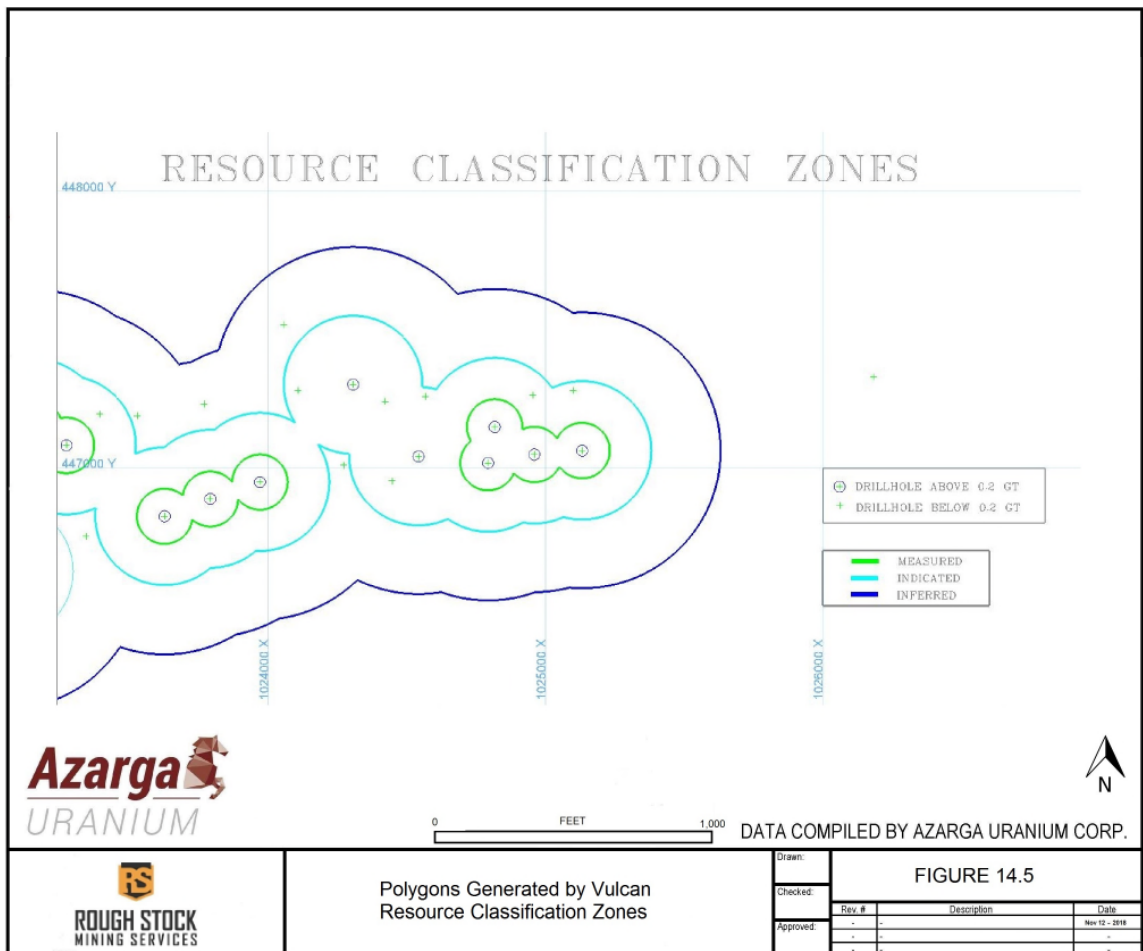 RESOURCE CLASSIFICATION ZONES
448000 Y
447000 Y
1024000 X
1025000 X
1026000 X
DRILLHOLE ABOVE 0.2 GT
DRILLHOLE BELOW 0.2 GT
MEASURED
INDICATED
INFERRED
Azarga
URANIUM
N
0 FEET 1,000
DATA COMPILED BY AZARGA URANIUM CORP.
RS
ROUGH STOCK
MINING SERVICES
Polygons Generated by Vulcan
Resource Classification Zones
Drawn:
Checked:
Approved:
FIGURE 14.5
Rev. # Description Date
- - Nov 12 - 2018
- - -
- - -